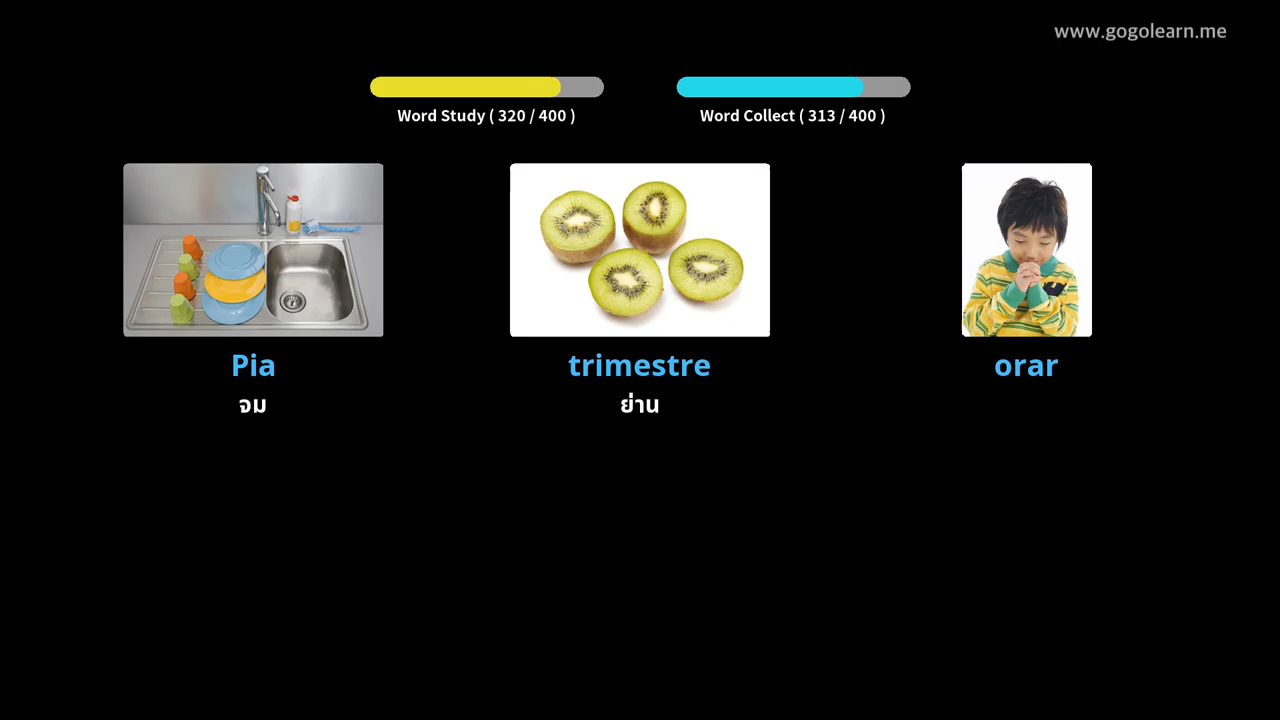 www.gogolearn.me
Word Study ( 320 / 400 )
Word Collect ( 313 / 400 )
Pia
trimestre
orar
จม
ย่าน